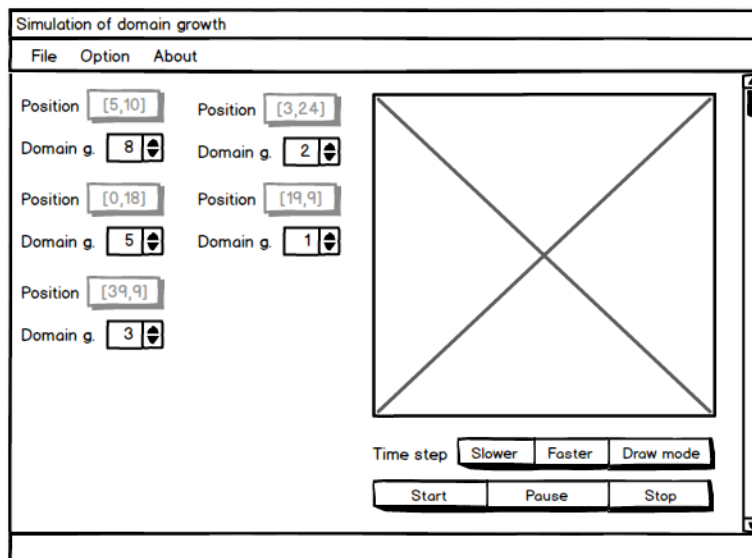 Simulation of domain growth
File Option About
Position [5,10] Position [3,24]
Domain g. 8 Domain g. 2
Position [0,18] Position [19,9]
Domain g. 5 Domain g. 1
Position [39,9]
Domain g. 3
Time step Slower Faster Draw mode
Start Pause Stop